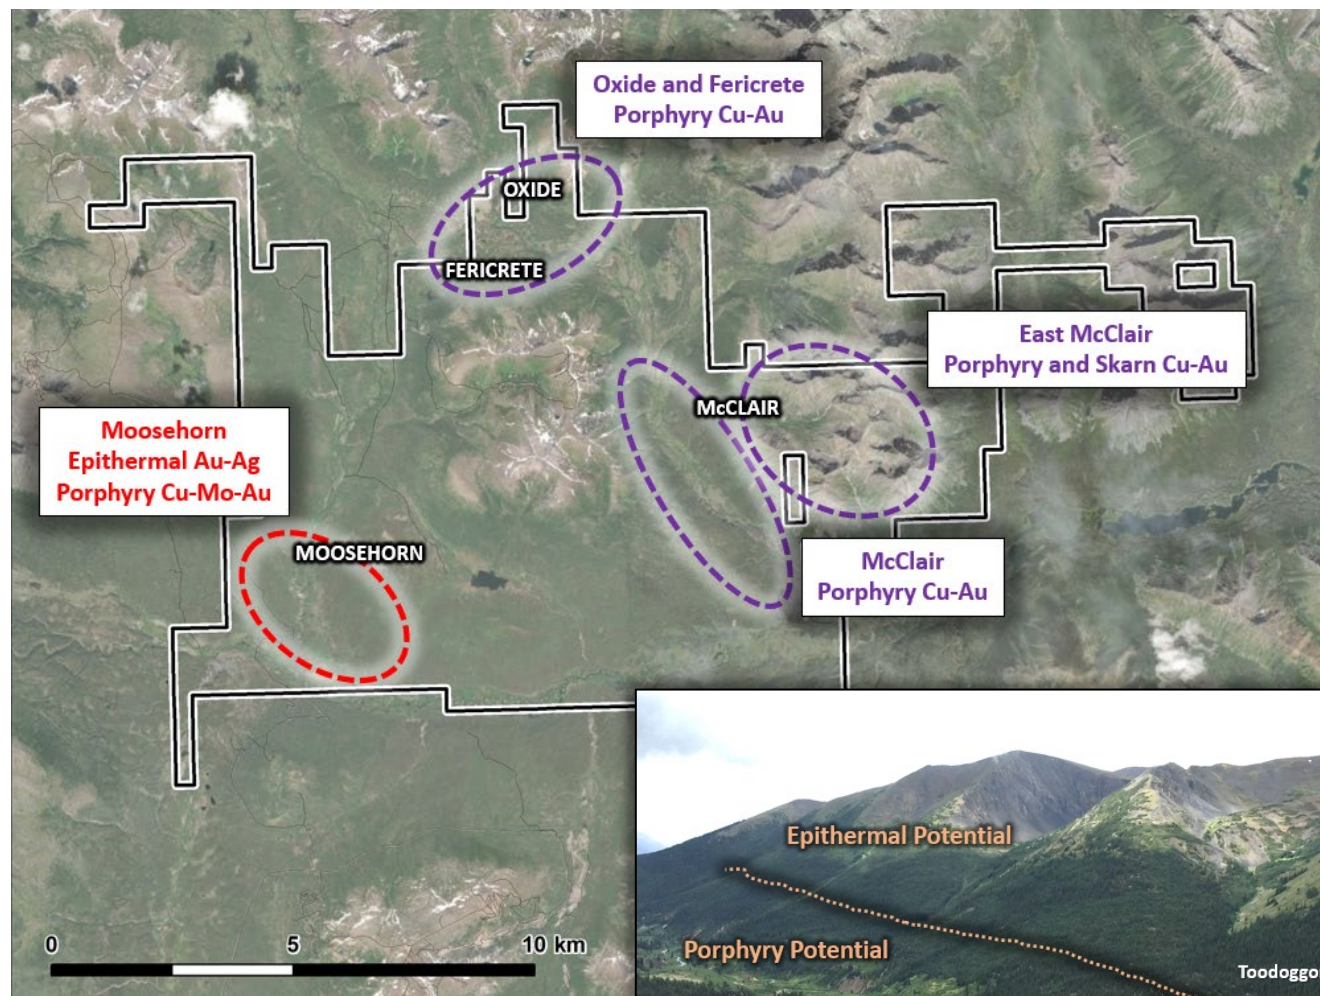 Oxide and Fericrete
Porphyry Cu-Au
OXIDE
FERICRETE
East McClair
Porphyry and Skarn Cu-Au
McCLAIR
Moosehorn
Epithermal Au-Ag
Porphyry Cu-Mo-Au
MOOSEHORN
McClair
Porphyry Cu-Au
Epithermal Potential
Porphyry Potential
0 5 10 km
Toodoggo